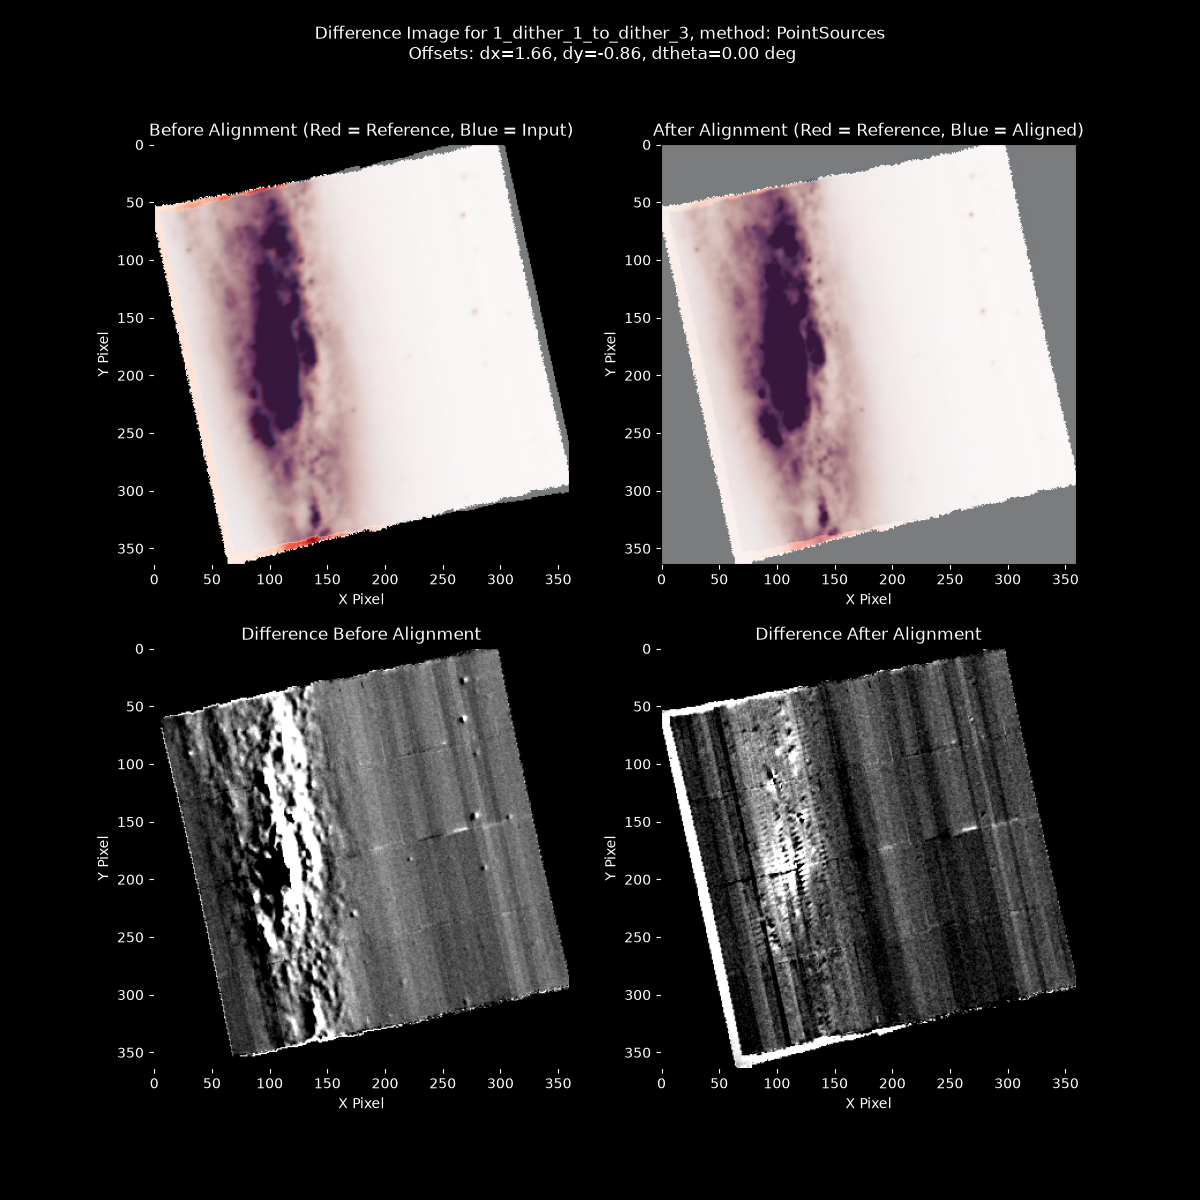 Difference Image for 1_dither_1_to_dither_3, method: PointSources
Offsets: dx=1.66, dy=-0.86, dtheta=0.00 deg
Before Alignment (Red = Reference, Blue = Input)
0
50
100
150
200
250
300
350
Y Pixel
0 50 100 150 200 250 300 350
X Pixel
After Alignment (Red = Reference, Blue = Aligned)
0
50
100
150
200
250
300
350
Y Pixel
0 50 100 150 200 250 300 350
X Pixel
Difference Before Alignment
0
50
100
150
200
250
300
350
Y Pixel
0 50 100 150 200 250 300 350
X Pixel
Difference After Alignment
0
50
100
150
200
250
300
350
Y Pixel
0 50 100 150 200 250 300 350
X Pixel